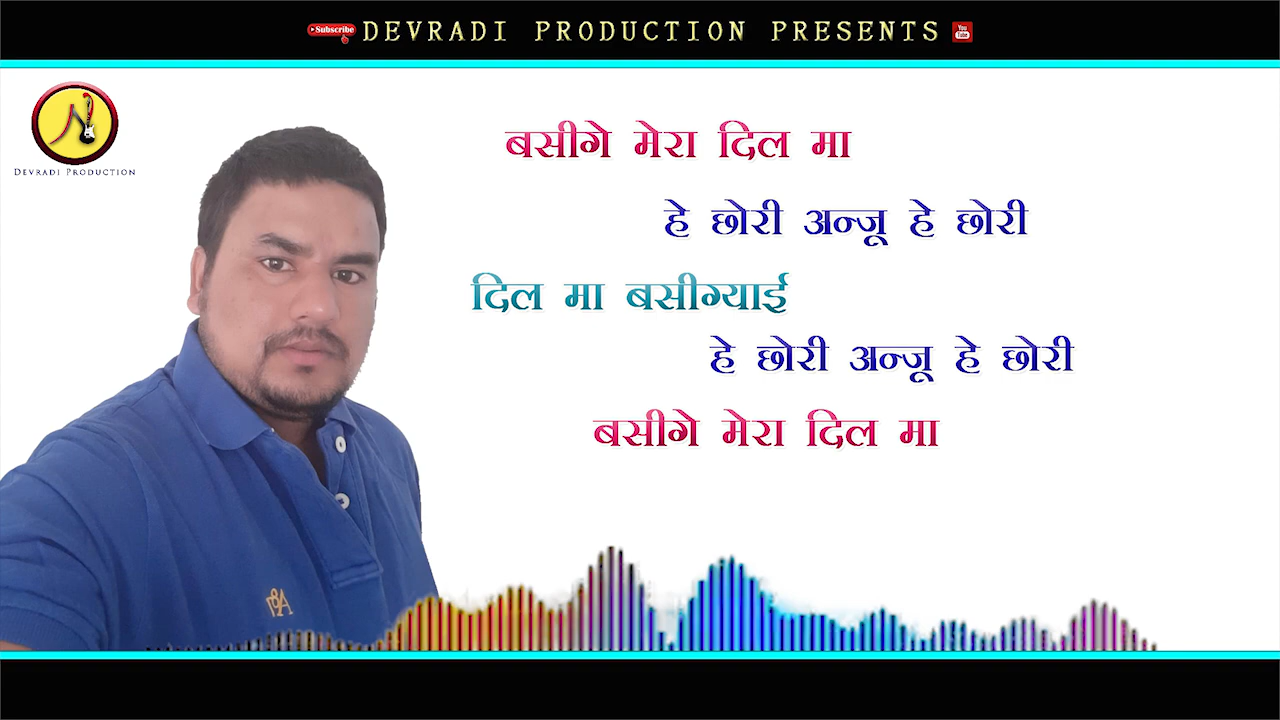 Subscribe DEVRADI PRODUCTION PRESENTS You Tube
DEVRADI PRODUCTION
बसीगे मेरा दिल मा
हे छोरी अन्जू हे छोरी
दिल मा बसीग्याई
हे छोरी अन्जू हे छोरी
बसीगे मेरा दिल मा